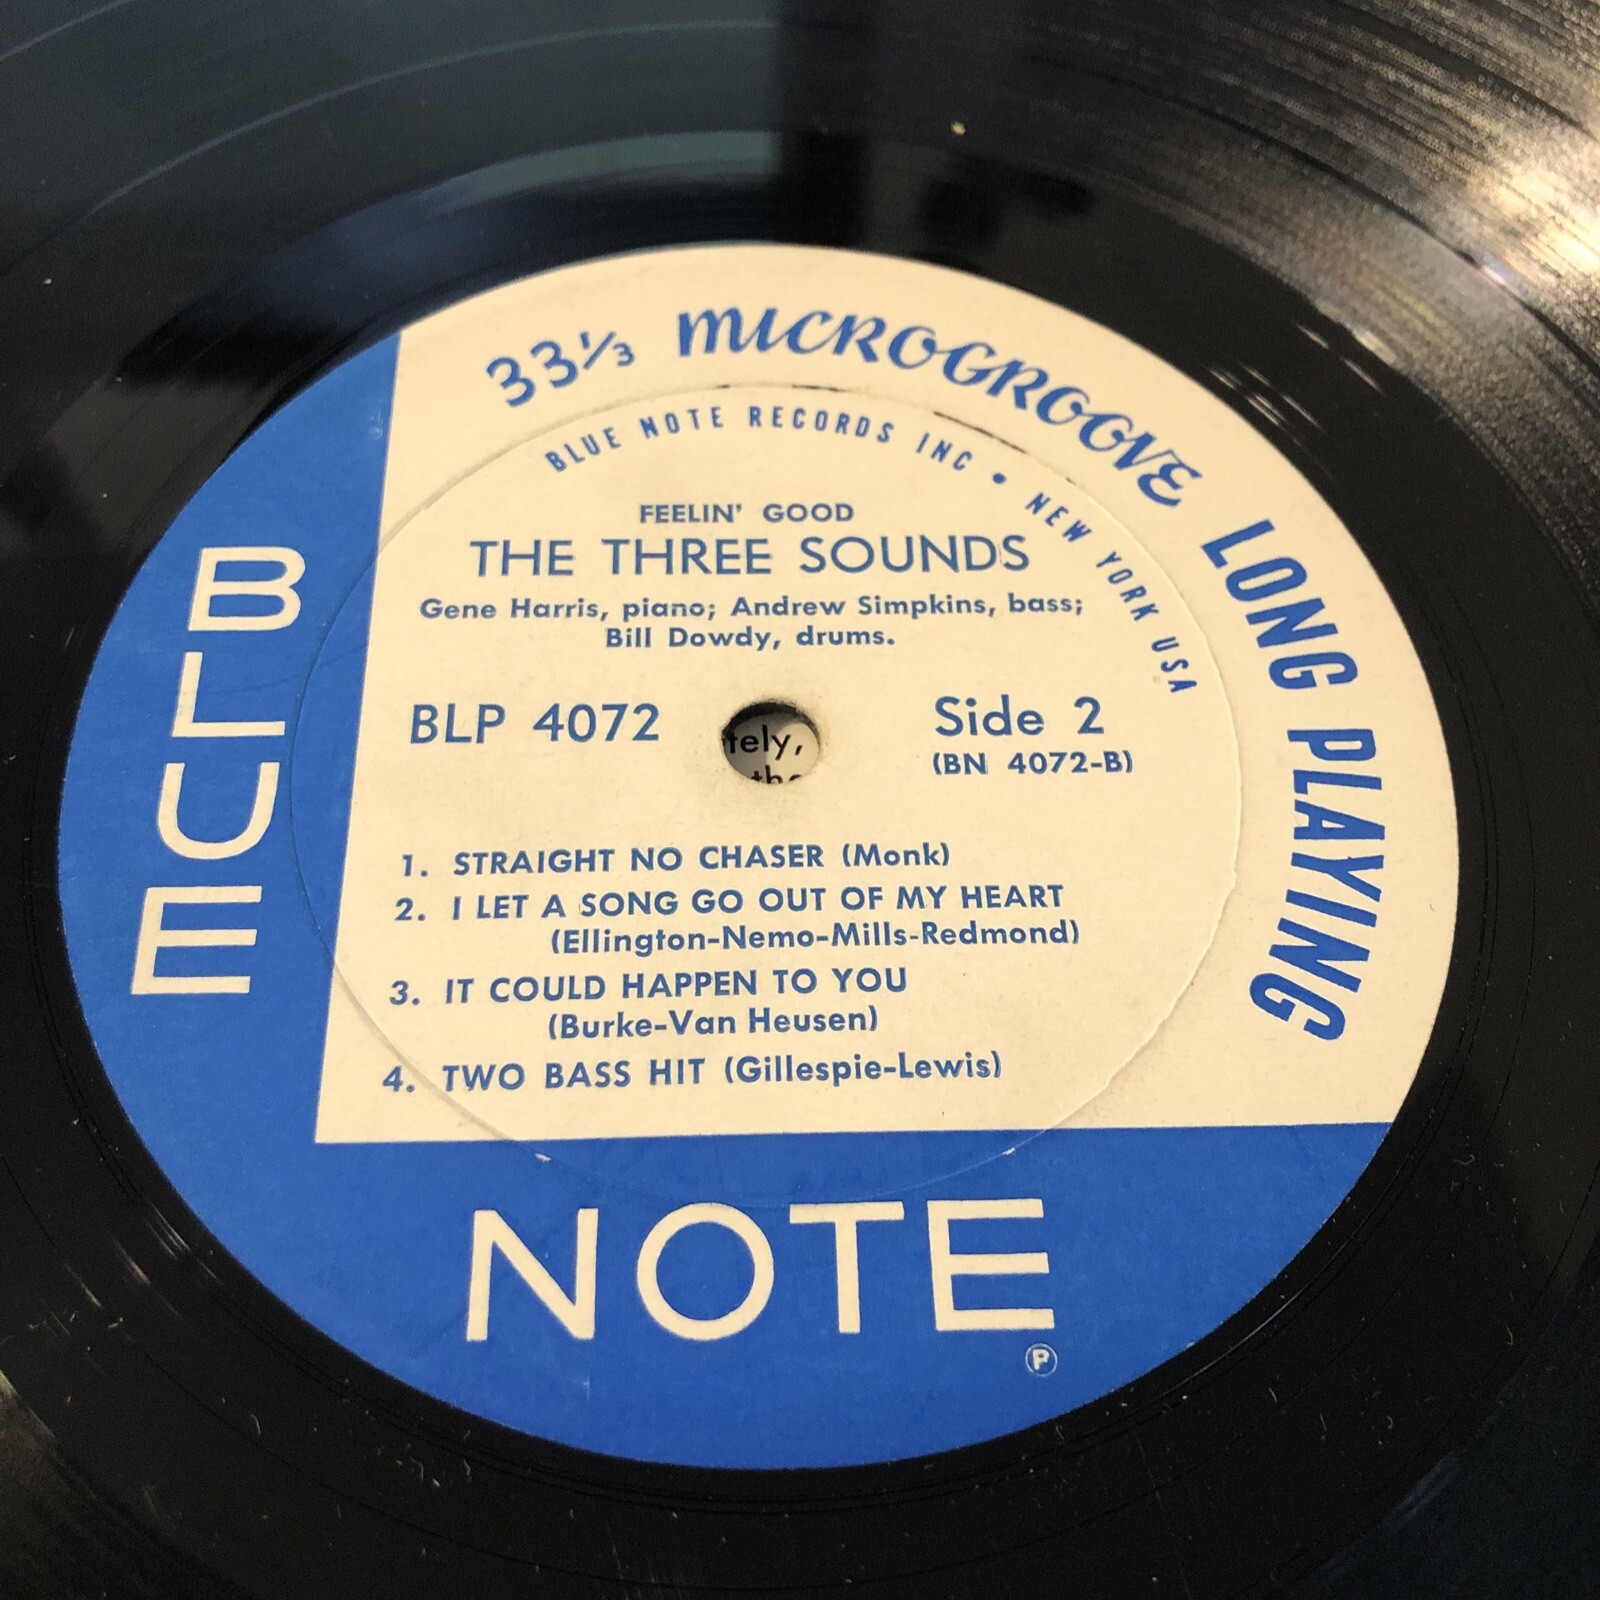 33⅓ MICROGROOVE LONG PLAYING
BLUE NOTE RECORDS INC • NEW YORK USA
FEELIN' GOOD
THE THREE SOUNDS
Gene Harris, piano; Andrew Simpkins, bass;
Bill Dowdy, drums.
BLP 4072
Side 2
(BN 4072-B)
tely,
1. STRAIGHT NO CHASER (Monk)
2. I LET A SONG GO OUT OF MY HEART
(Ellington-Nemo-Mills-Redmond)
3. IT COULD HAPPEN TO YOU
(Burke-Van Heusen)
4. TWO BASS HIT (Gillespie-Lewis)
BLUE
NOTE
Ⓟ